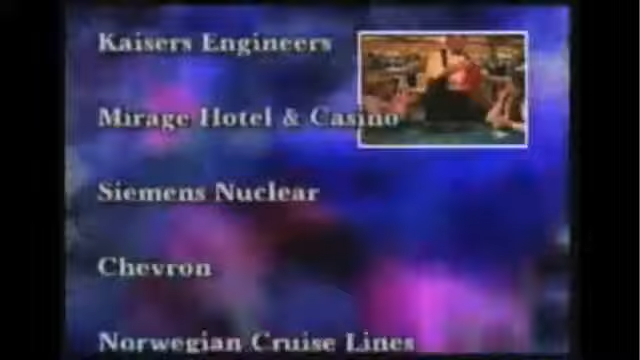 Kaisers Engineers
Mirage Hotel & Casino
Siemens Nuclear
Chevron
Norwegian Cruise Lines